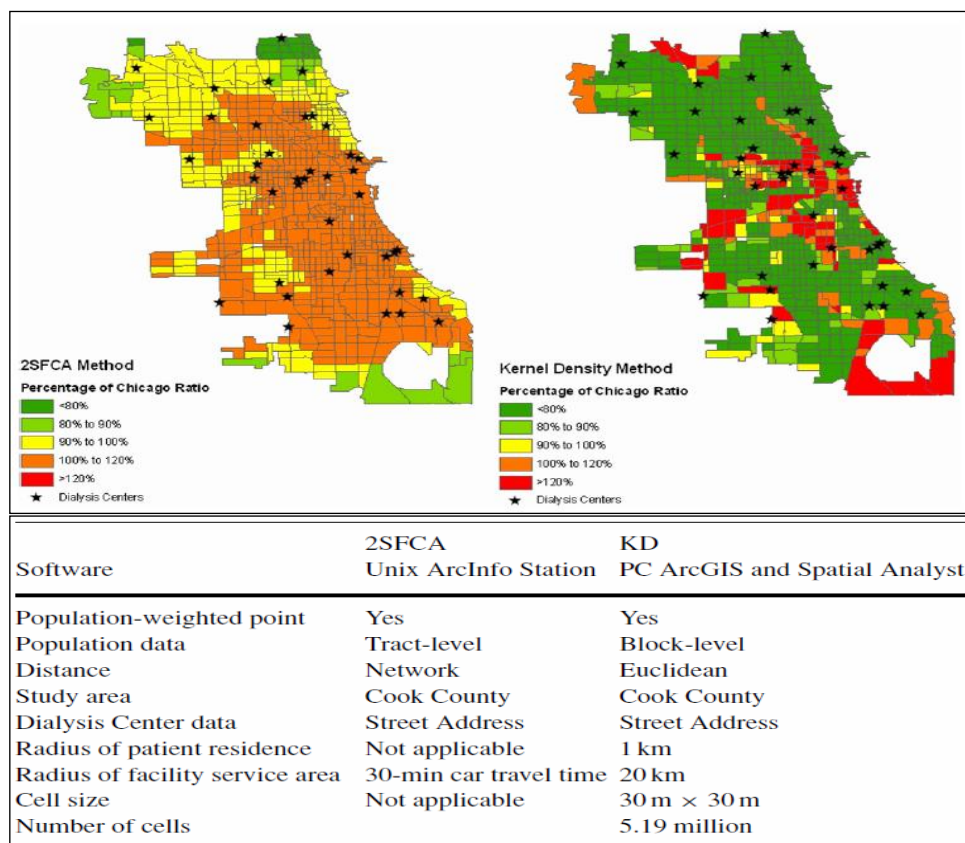 2SFCA Method
Percentage of Chicago Ratio
<80%
80% to 90%
90% to 100%
100% to 120%
>120%
Dialysis Centers
Kernel Density Method
Percentage of Chicago Ratio
<80%
80% to 90%
90% to 100%
100% to 120%
>120%
Dialysis Centers
2SFCA KD
Software Unix ArcInfo Station PC ArcGIS and Spatial Analyst
Population-weighted point Yes Yes
Population data Tract-level Block-level
Distance Network Euclidean
Study area Cook County Cook County
Dialysis Center data Street Address Street Address
Radius of patient residence Not applicable 1 km
Radius of facility service area 30-min car travel time 20 km
Cell size Not applicable 30 m × 30 m
Number of cells 5.19 million